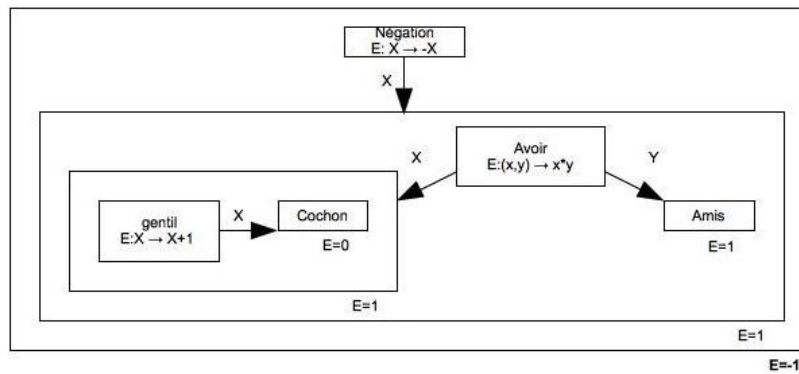 Négation
E: X → -X
X
Avoir
E:(x,y) → x*y
X
Y
gentil
E:X → X+1
X
Cochon
E=0
Amis
E=1
E=1
E=1
E=-1